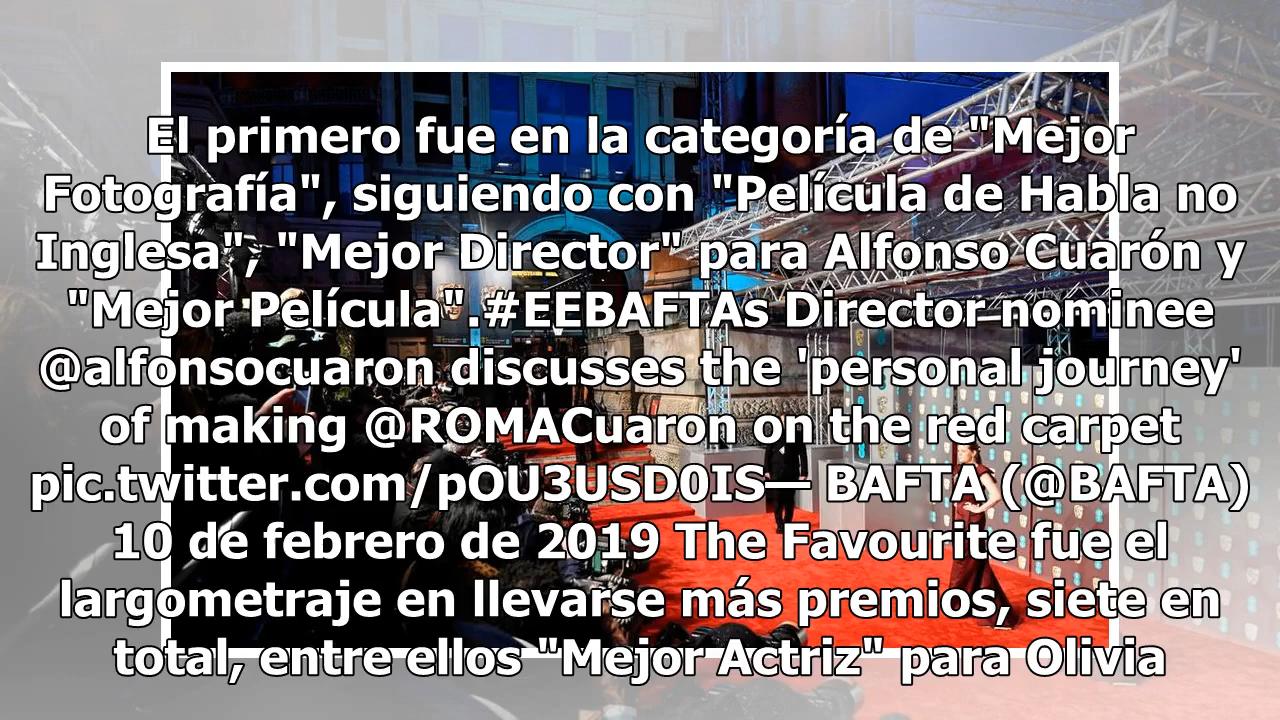 El primero fue en la categoría de "Mejor
Fotografía", siguiendo con "Película de Habla no
Inglesa", "Mejor Director" para Alfonso Cuarón y
"Mejor Película".#EEBAFTAs Director nominee
@alfonsocuaron discusses the 'personal journey'
of making @ROMACuaron on the red carpet
pic.twitter.com/pOU3USD0IS— BAFTA (@BAFTA)
10 de febrero de 2019 The Favourite fue el
largometraje en llevarse más premios, siete en
total, entre ellos "Mejor Actriz" para Olivia